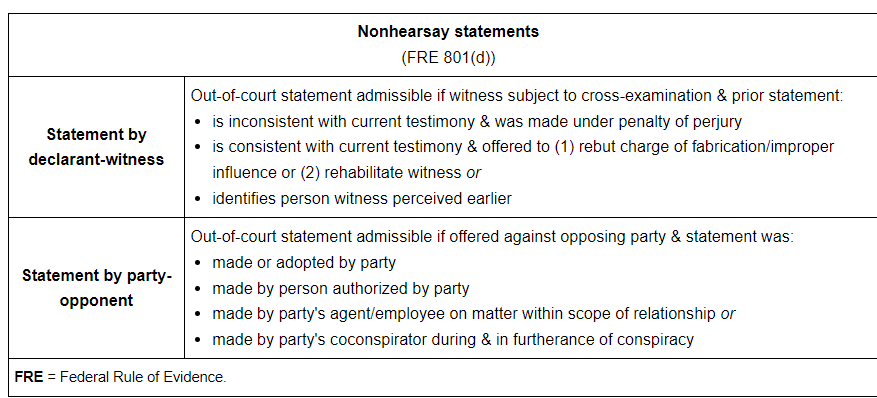 Nonhearsay statements
(FRE 801(d))
Statement by
declarant-witness
Out-of-court statement admissible if witness subject to cross-examination & prior statement:
• is inconsistent with current testimony & was made under penalty of perjury
• is consistent with current testimony & offered to (1) rebut charge of fabrication/improper
influence or (2) rehabilitate witness or
• identifies person witness perceived earlier
Statement by party-
opponent
Out-of-court statement admissible if offered against opposing party & statement was:
• made or adopted by party
• made by person authorized by party
• made by party's agent/employee on matter within scope of relationship or
• made by party's coconspirator during & in furtherance of conspiracy
FRE = Federal Rule of Evidence.